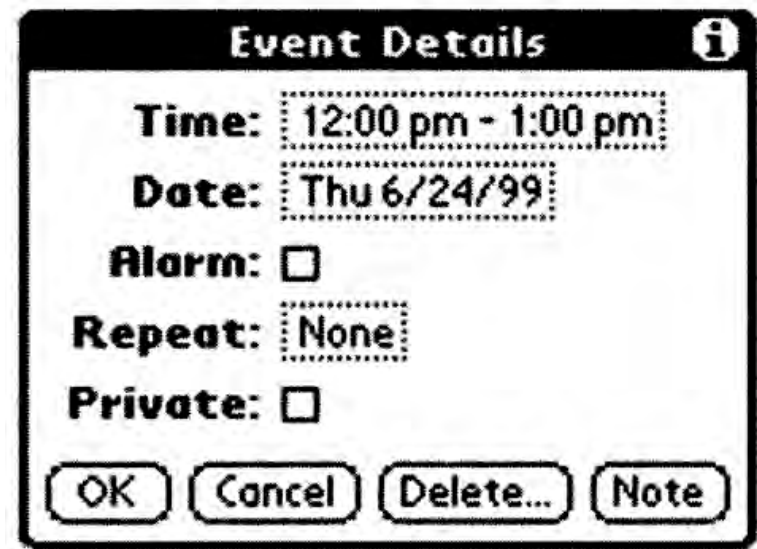 Event Details i
Time: 12:00 pm - 1:00 pm
Date: Thu 6/24/99
Alarm:
Repeat: None
Private:
OK Cancel Delete... Note